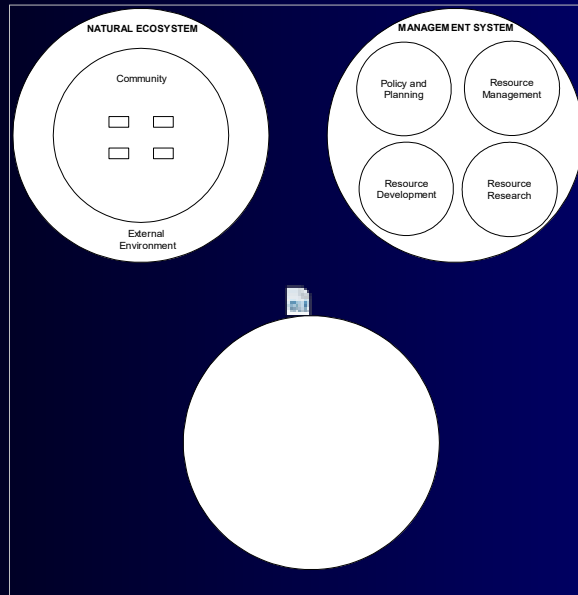 NATURAL ECOSYSTEM
Community
External
Environment
MANAGEMENT SYSTEM
Policy and
Planning
Resource
Management
Resource
Development
Resource
Research